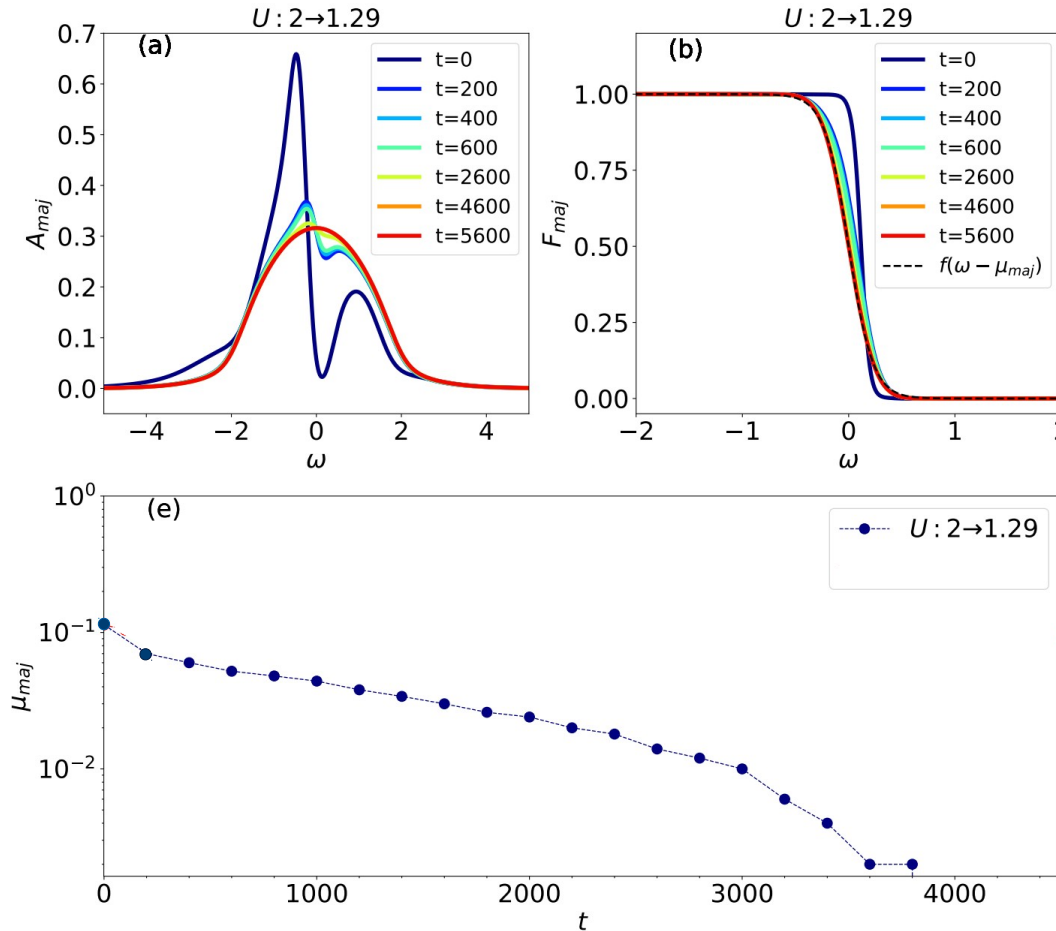 U : 2→1.29
(a)
t=0
t=200
t=400
t=600
t=2600
t=4600
t=5600
0.7
0.6
0.5
0.4
0.3
0.2
0.1
0.0
A_maj
−4 −2 0 2 4
ω
U : 2→1.29
(b)
t=0
t=200
t=400
t=600
t=2600
t=4600
t=5600
f(ω − μ_maj)
1.00
0.75
0.50
0.25
0.00
F_maj
−2 −1 0 1 2
ω
(e)
U : 2→1.29
10^0
10^−1
10^−2
μ_maj
0 1000 2000 3000 4000
t